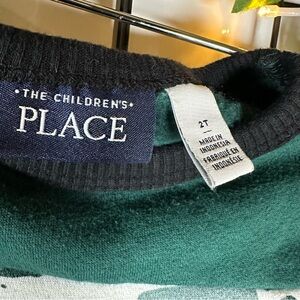 • THE CHILDREN'S •
PLACE
2T
MADE IN
INDONESIA
FABRIQUÉ EN
INDONÉSIE